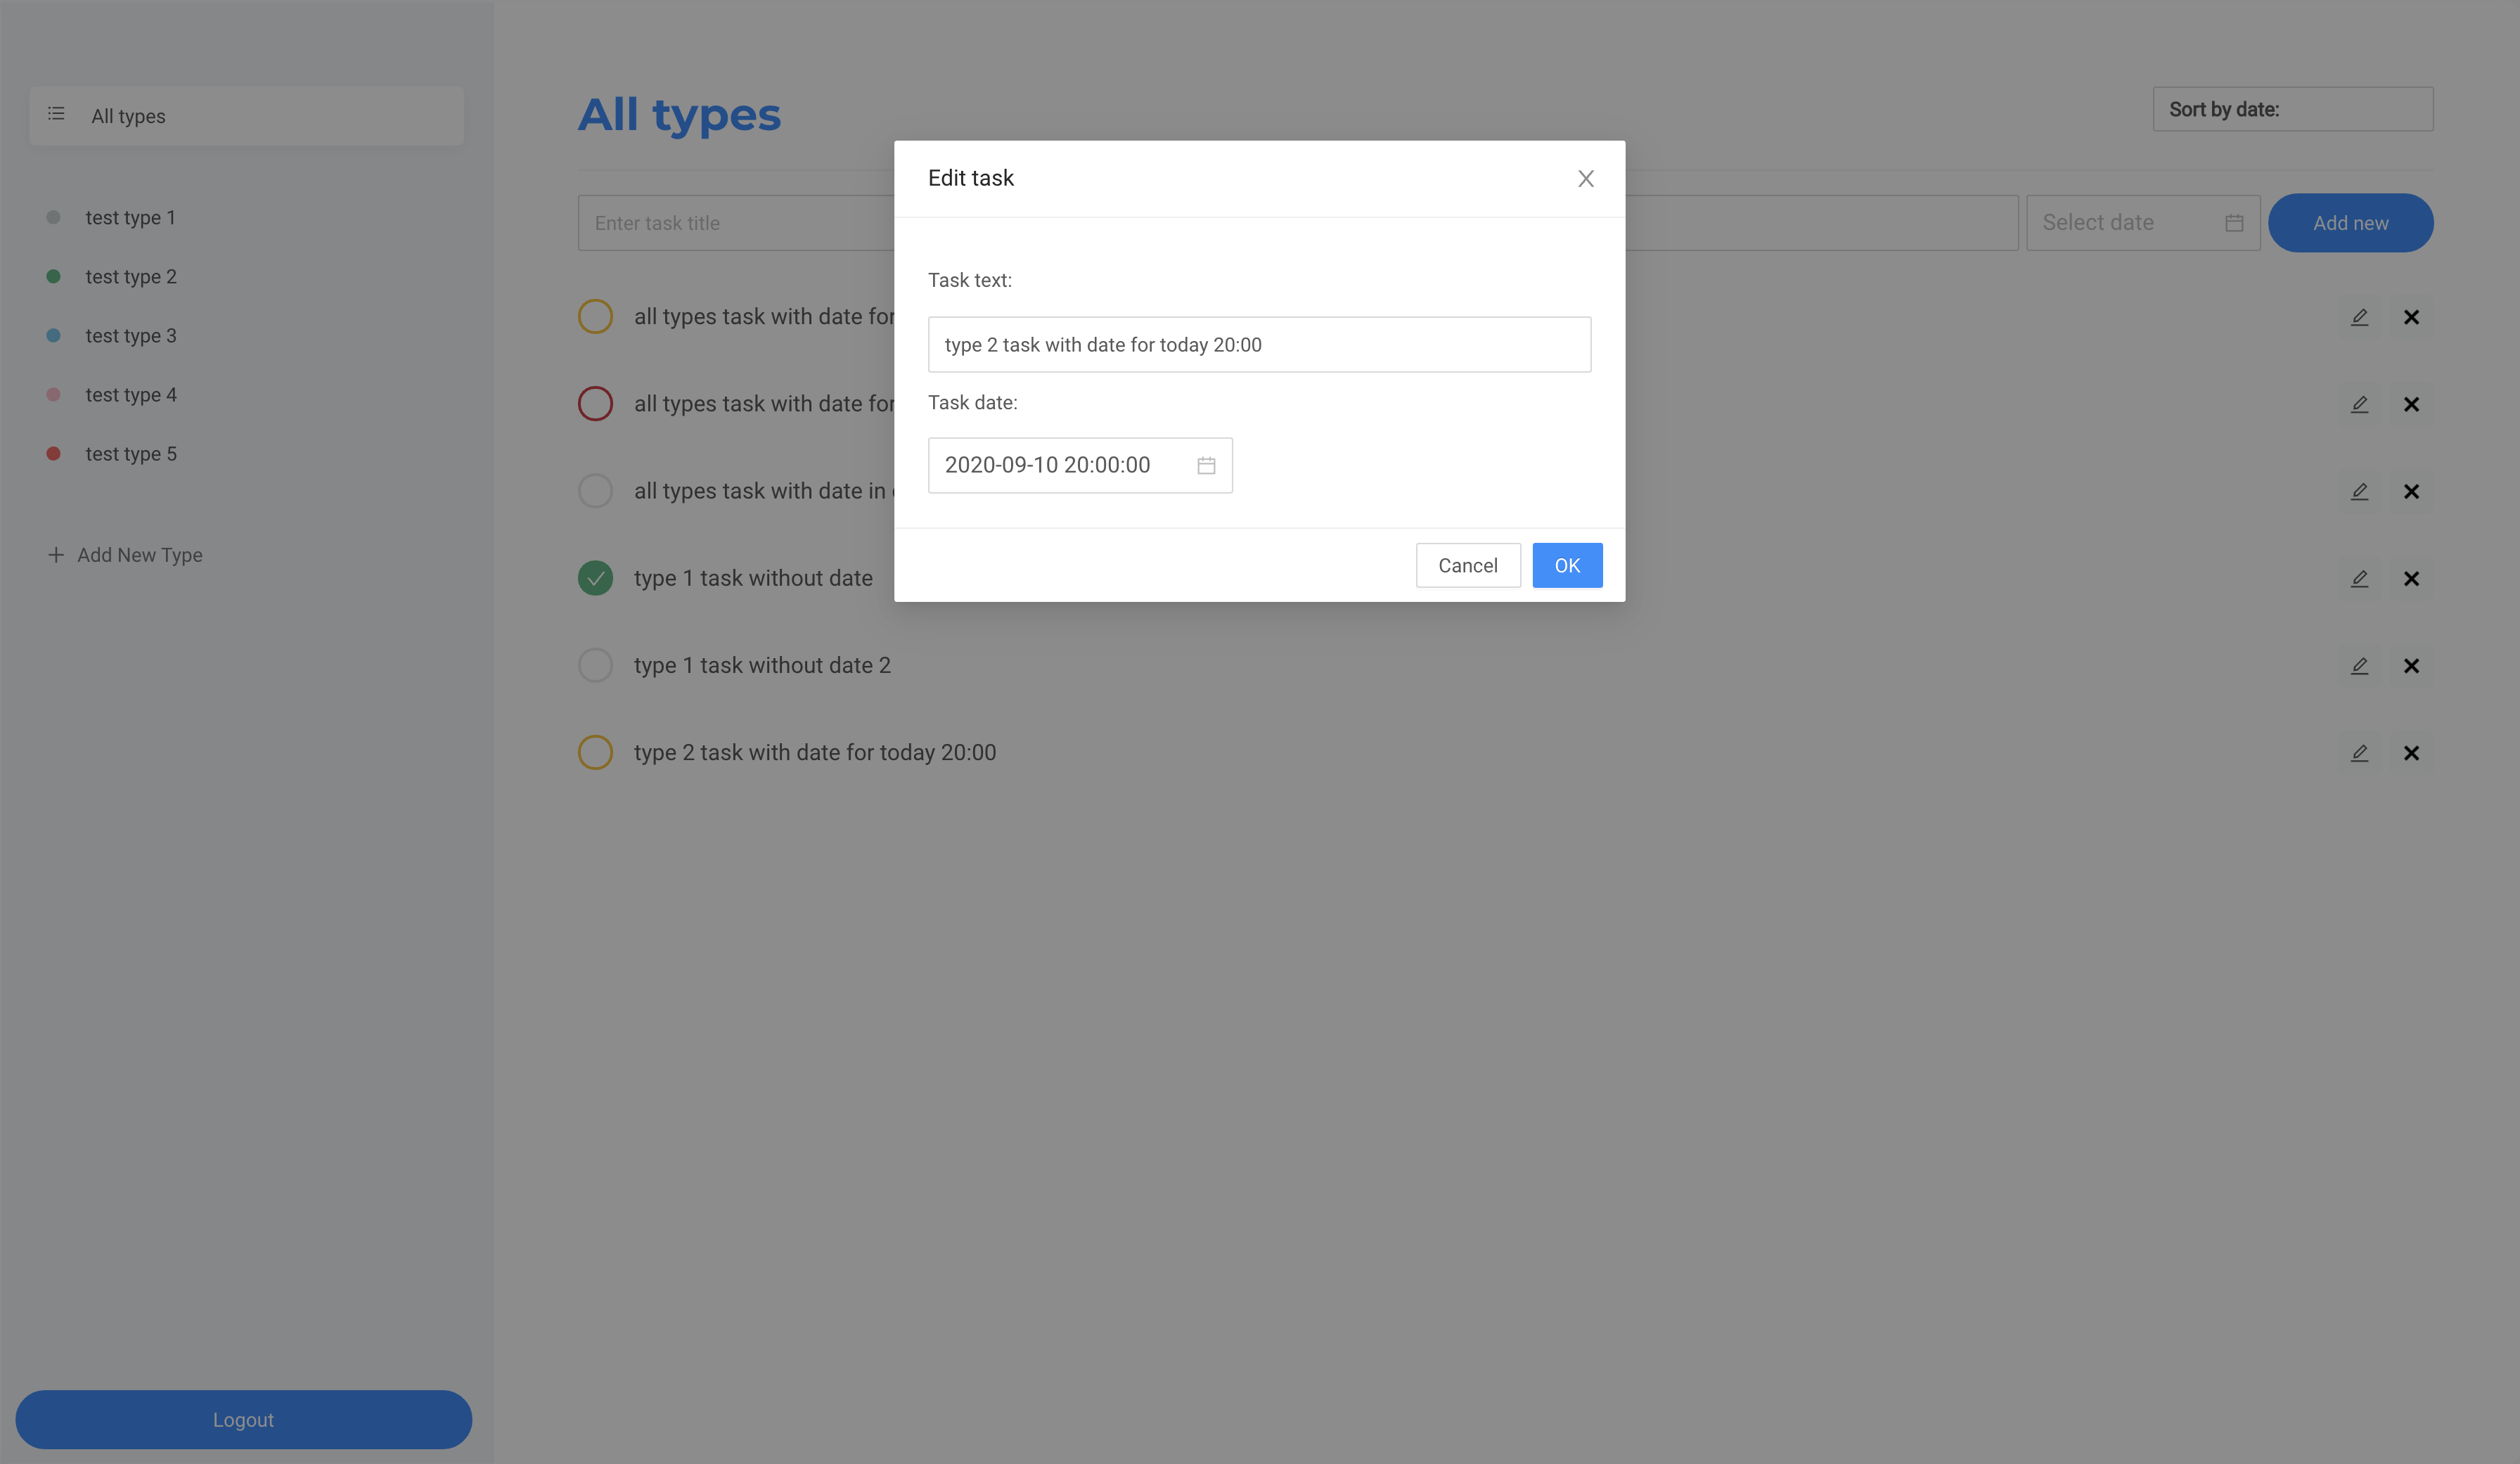 All types
test type 1
test type 2
test type 3
test type 4
test type 5
Add New Type
Logout
All types
Sort by date:
Enter task title
Select date
Add new
all types task with date for
all types task with date for
all types task with date in
type 1 task without date
type 1 task without date 2
type 2 task with date for today 20:00
Edit task
Task text:
type 2 task with date for today 20:00
Task date:
2020-09-10 20:00:00
Cancel
OK